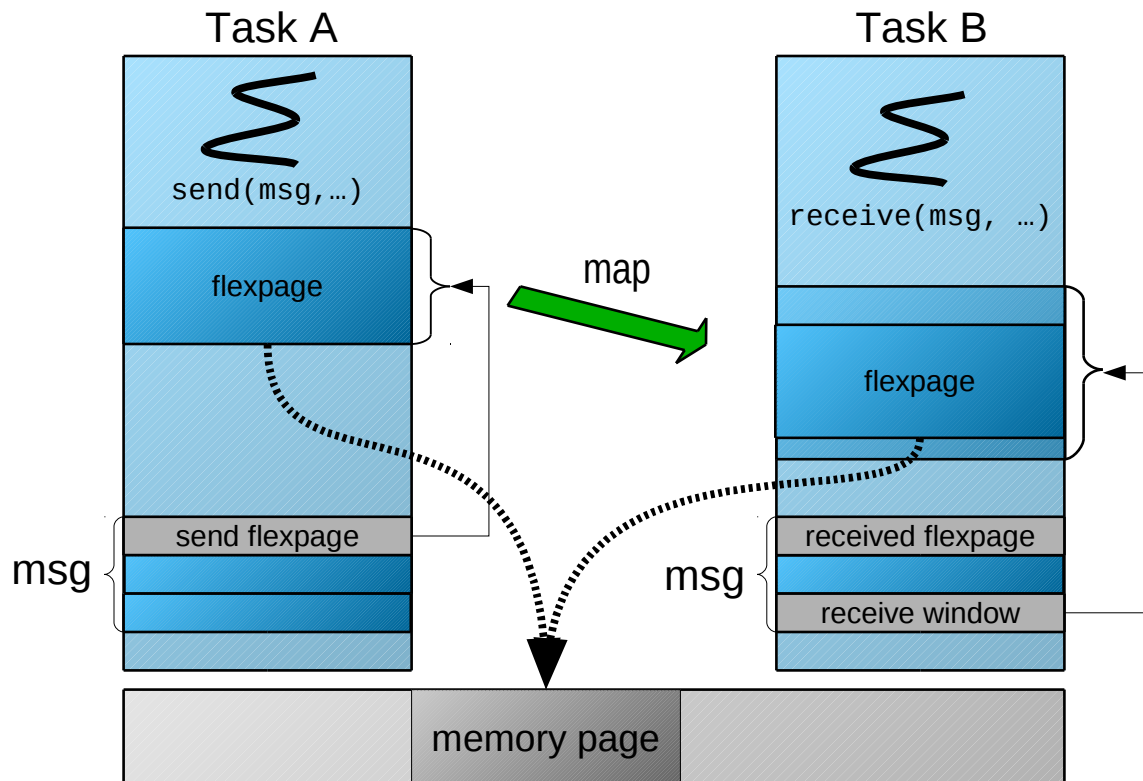 Task A
Task B
send(msg,…)
receive(msg, …)
flexpage
map
flexpage
msg
send flexpage
msg
received flexpage
receive window
memory page